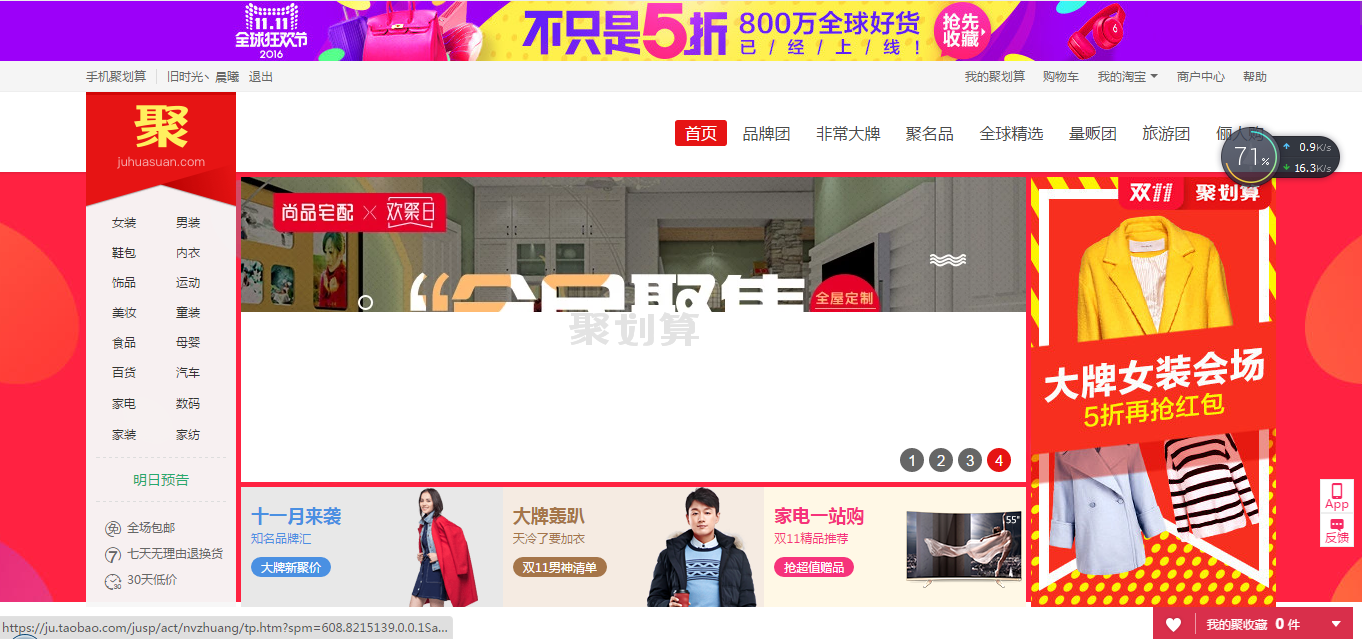 11.11
全球狂欢节
2016
不只是5折
800万全球好货
已/经/上/线!
抢先
收藏
手机聚划算 旧时光丶晨曦 退出
我的聚划算 购物车 我的淘宝 商户中心 帮助
聚
juhuasuan.com
首页 品牌团 非常大牌 聚名品 全球精选 量贩团 旅游团 俪人购
71%
0.9K/s
16.3K/s
女装 男装
鞋包 内衣
饰品 运动
美妆 童装
食品 母婴
百货 汽车
家电 数码
家装 家纺
明日预告
免 全场包邮
7 七天无理由退换货
30 30天低价
尚品宅配 × 欢聚日
“全民聚焦
全屋定制
聚划算
1 2 3 4
十一月来袭
知名品牌汇
大牌新聚价
大牌轰趴
天冷了要加衣
双11男神清单
家电一站购
双11精品推荐
抢超值赠品
55"
双11 聚划算
大牌女装会场
5折再抢红包
App
反馈
https://ju.taobao.com/jusp/act/nvzhuang/tp.htm?spm=608.8215139.0.0.1Sa...
我的聚收藏 0 件